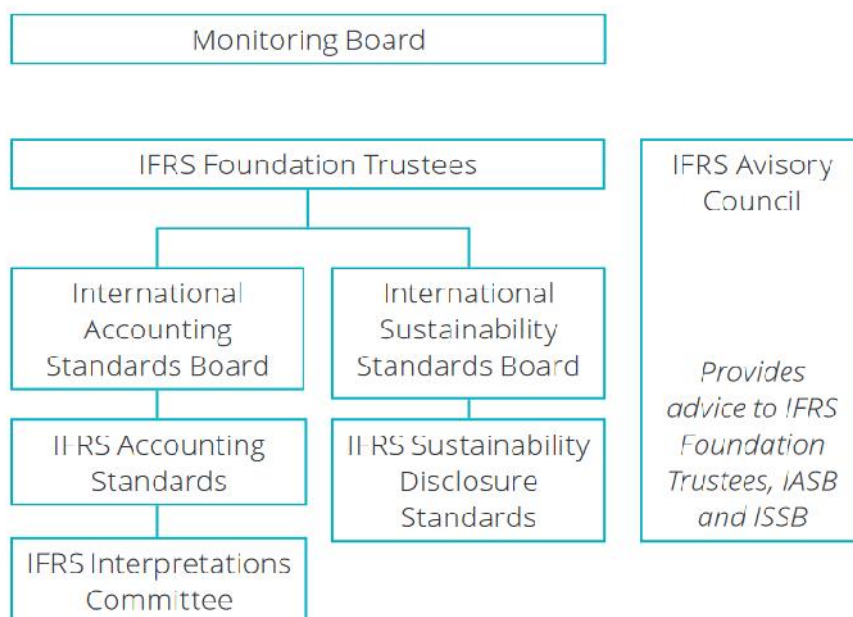 Monitoring Board
IFRS Foundation Trustees
IFRS Avisory
Council
Provides
advice to IFRS
Foundation
Trustees, IASB
and ISSB
International
Accounting
Standards Board
International
Sustainability
Standards Board
IFRS Accounting
Standards
IFRS Sustainability
Disclosure
Standards
IFRS Interpretations
Committee